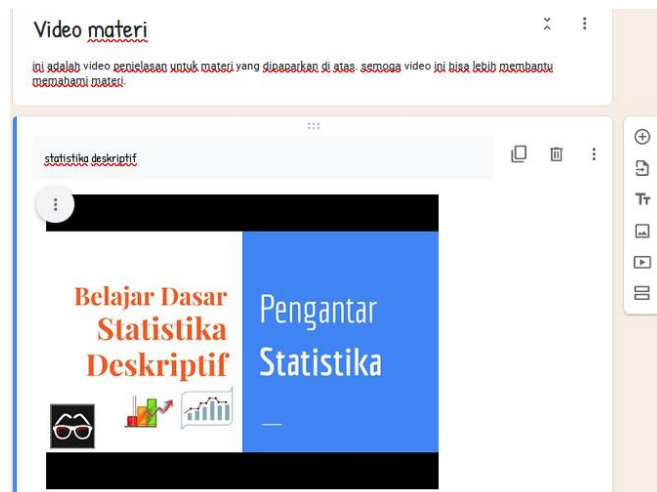 Video materi
ini adalah video penjelasan untuk materi yang dipaparkan di atas. semoga video ini bisa lebih membantu
memahami materi.
statistika deskriptif
Belajar Dasar
Statistika
Deskriptif
Pengantar
Statistika
Tт